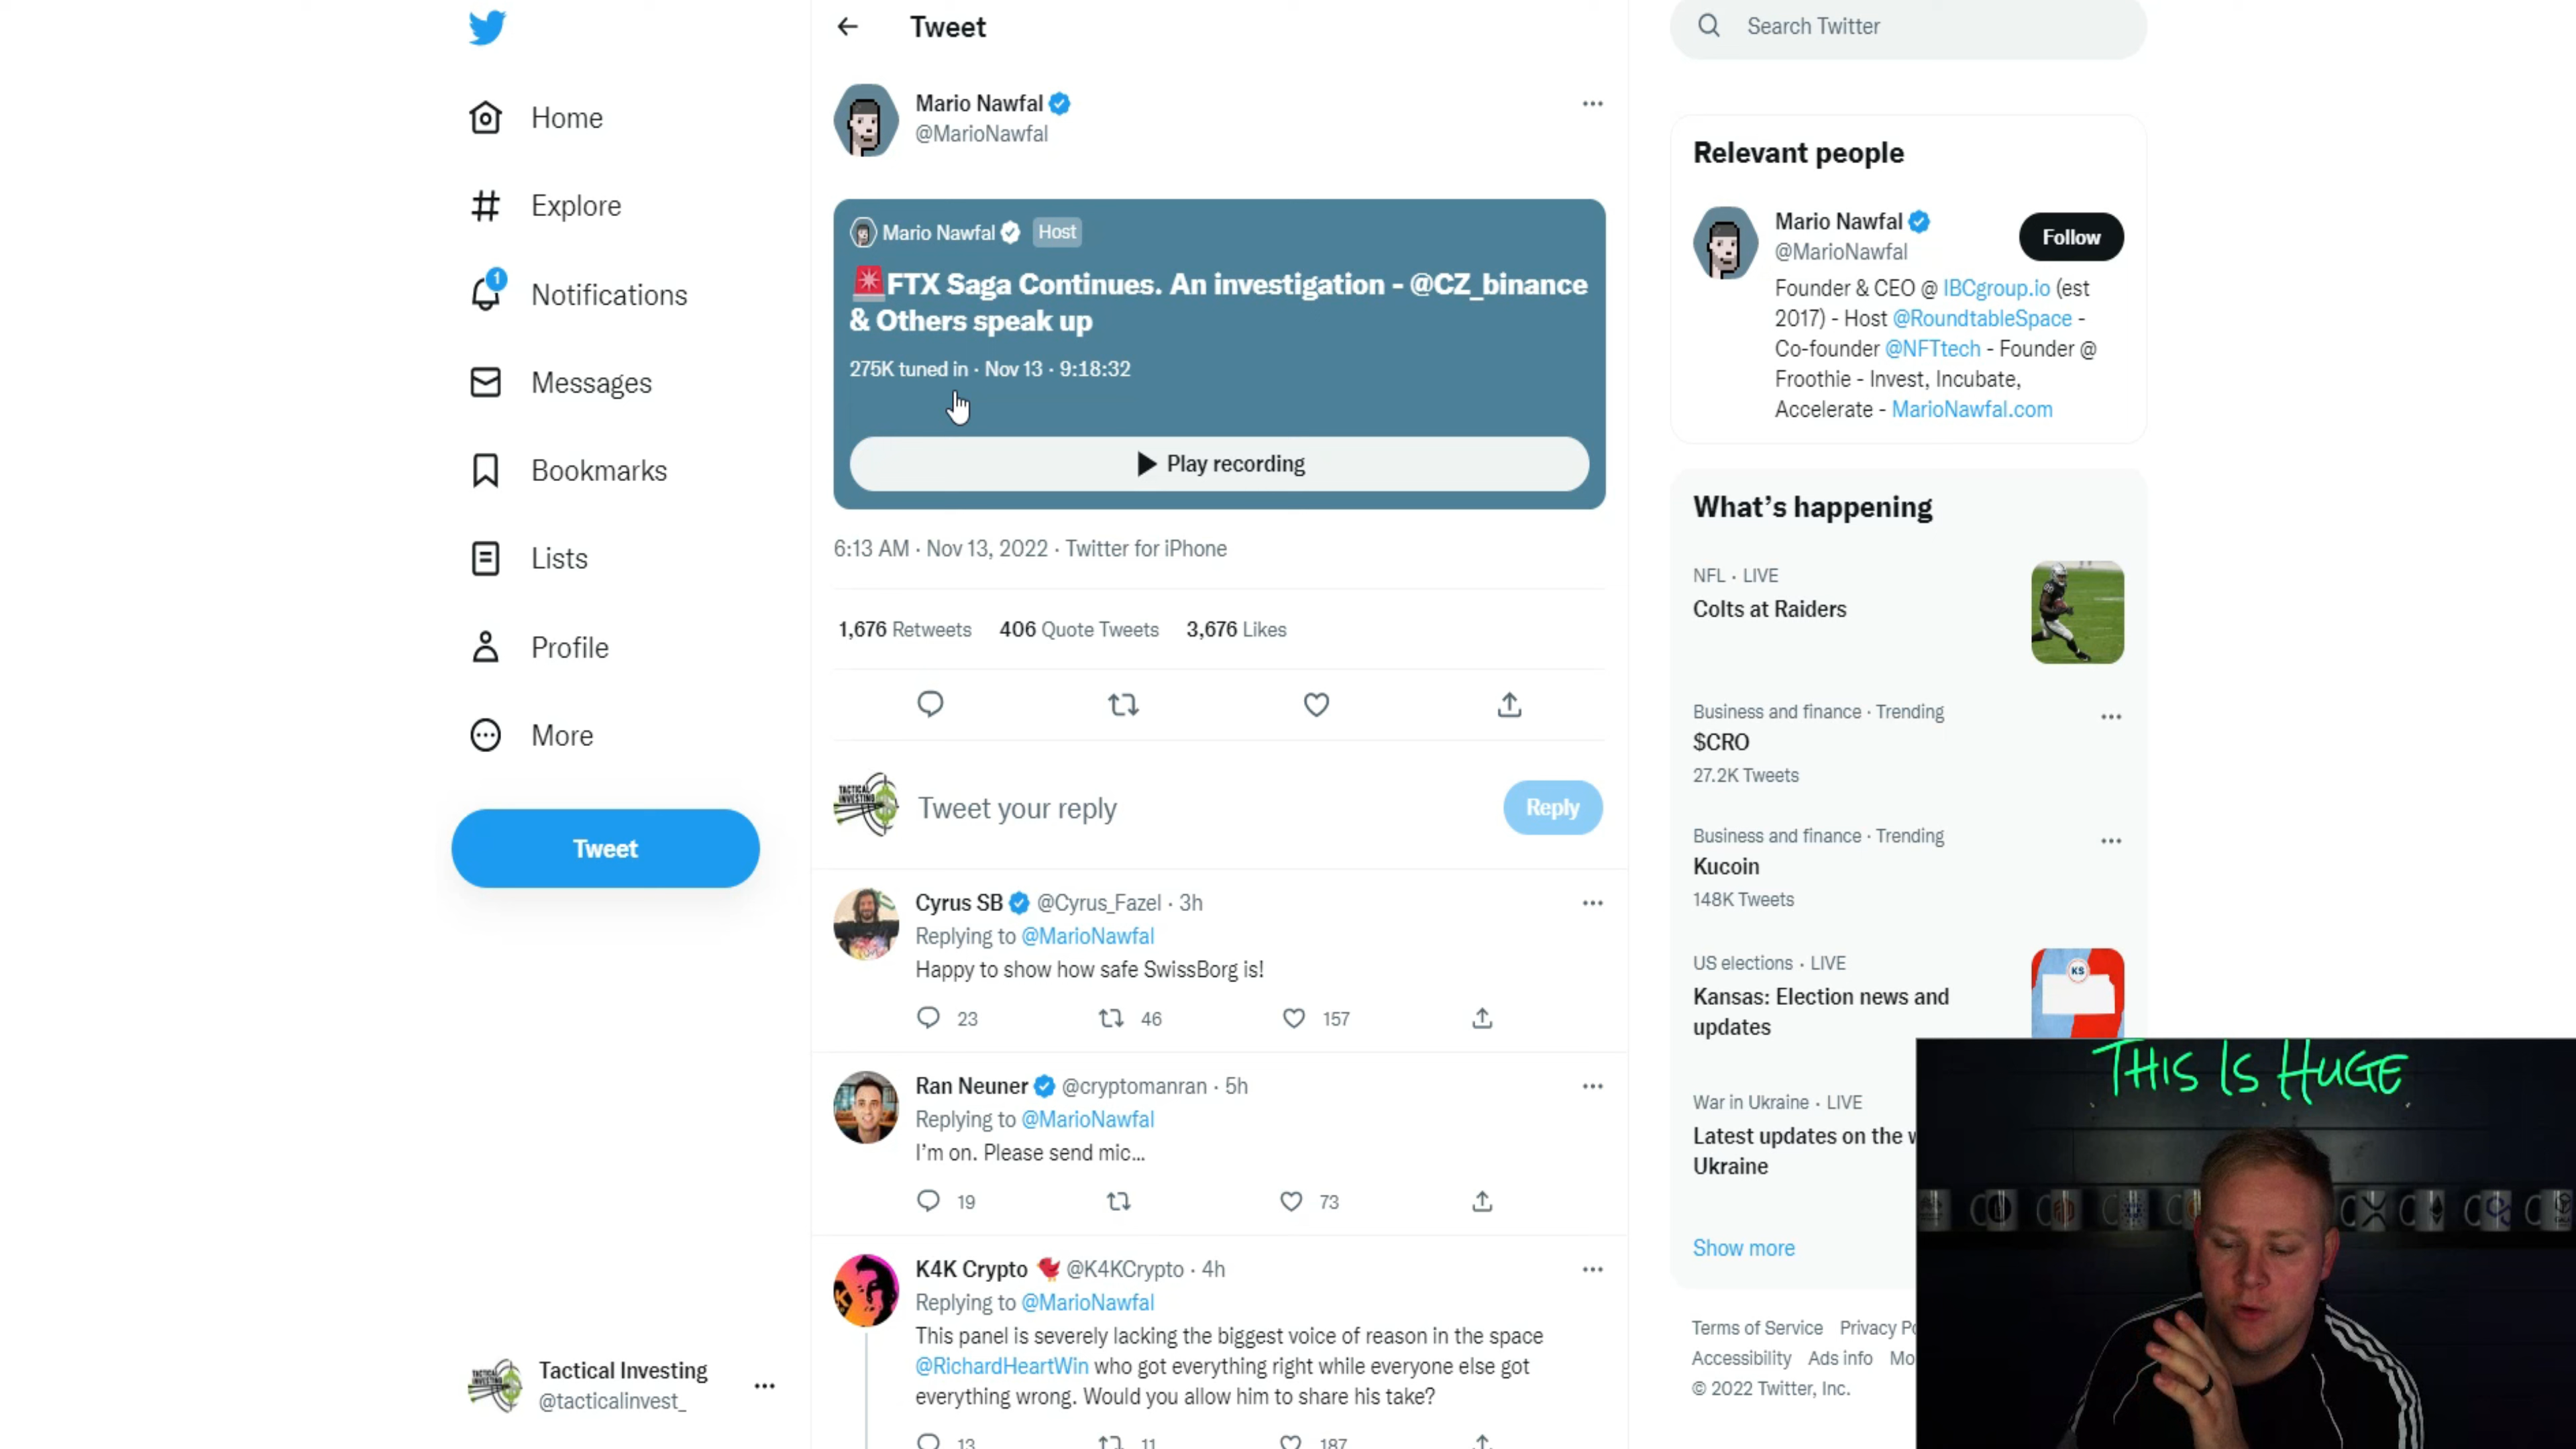 Tweet
Search Twitter
Home
Explore
1
Notifications
Messages
Bookmarks
Lists
Profile
More
Tweet
Tactical Investing
@tacticalinvest_
Mario Nawfal
@MarioNawfal
Mario Nawfal Host
🚨FTX Saga Continues. An investigation - @CZ_binance
& Others speak up
275K tuned in · Nov 13 · 9:18:32
Play recording
6:13 AM · Nov 13, 2022 · Twitter for iPhone
1,676 Retweets 406 Quote Tweets 3,676 Likes
TACTICAL
INVESTING
Tweet your reply
Reply
Cyrus SB @Cyrus_Fazel · 3h
Replying to @MarioNawfal
Happy to show how safe SwissBorg is!
23 46 157
Ran Neuner @cryptomanran · 5h
Replying to @MarioNawfal
I'm on. Please send mic...
19 73
K4K Crypto @K4KCrypto · 4h
Replying to @MarioNawfal
This panel is severely lacking the biggest voice of reason in the space
@RichardHeartWin who got everything right while everyone else got
everything wrong. Would you allow him to share his take?
13 11 187
Relevant people
Mario Nawfal
@MarioNawfal
Follow
Founder & CEO @ IBCgroup.io (est
2017) - Host @RoundtableSpace -
Co-founder @NFTtech - Founder @
Froothie - Invest, Incubate,
Accelerate - MarioNawfal.com
What's happening
NFL · LIVE
Colts at Raiders
Business and finance · Trending
$CRO
27.2K Tweets
Business and finance · Trending
Kucoin
148K Tweets
US elections · LIVE
Kansas: Election news and
updates
KS
War in Ukraine · LIVE
Latest updates on the
Ukraine
Show more
Terms of Service Privacy
Accessibility Ads info
© 2022 Twitter, Inc.
THIS IS HUGE